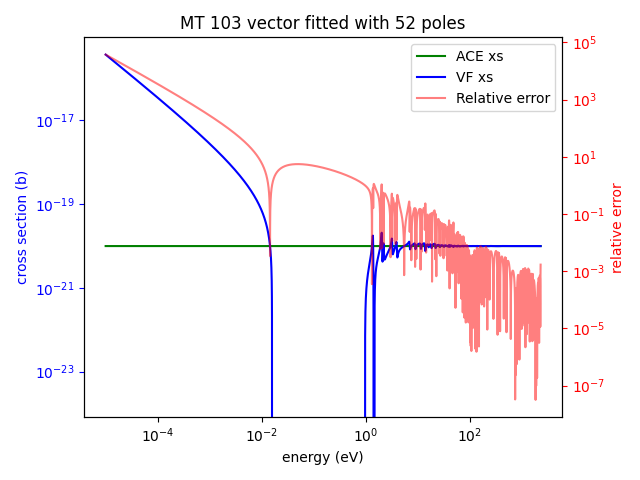 MT 103 vector fitted with 52 poles
ACE xs
VF xs
Relative error
10^5
10^3
10^1
10^-1
10^-3
10^-5
10^-7
relative error
10^-17
10^-19
10^-21
10^-23
cross section (b)
10^-4
10^-2
10^0
10^2
energy (eV)